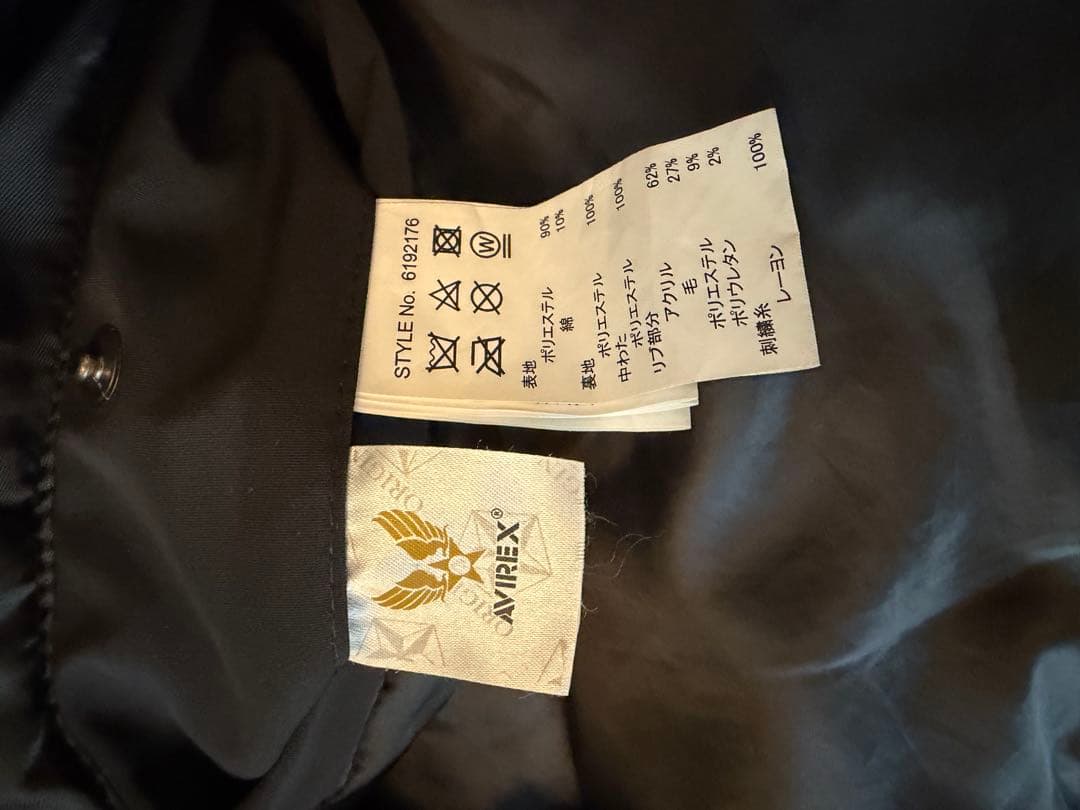 STYLE No. 6192176
W
表地
ポリエステル 90%
綿 10%
裏地
ポリエステル 100%
中わた
ポリエステル 100%
リブ部分
アクリル 62%
毛 27%
ポリエステル 9%
ポリウレタン 2%
刺繍糸
レーヨン 100%
ORIGI
AVIREX®
ORIGIN
ORIGIN